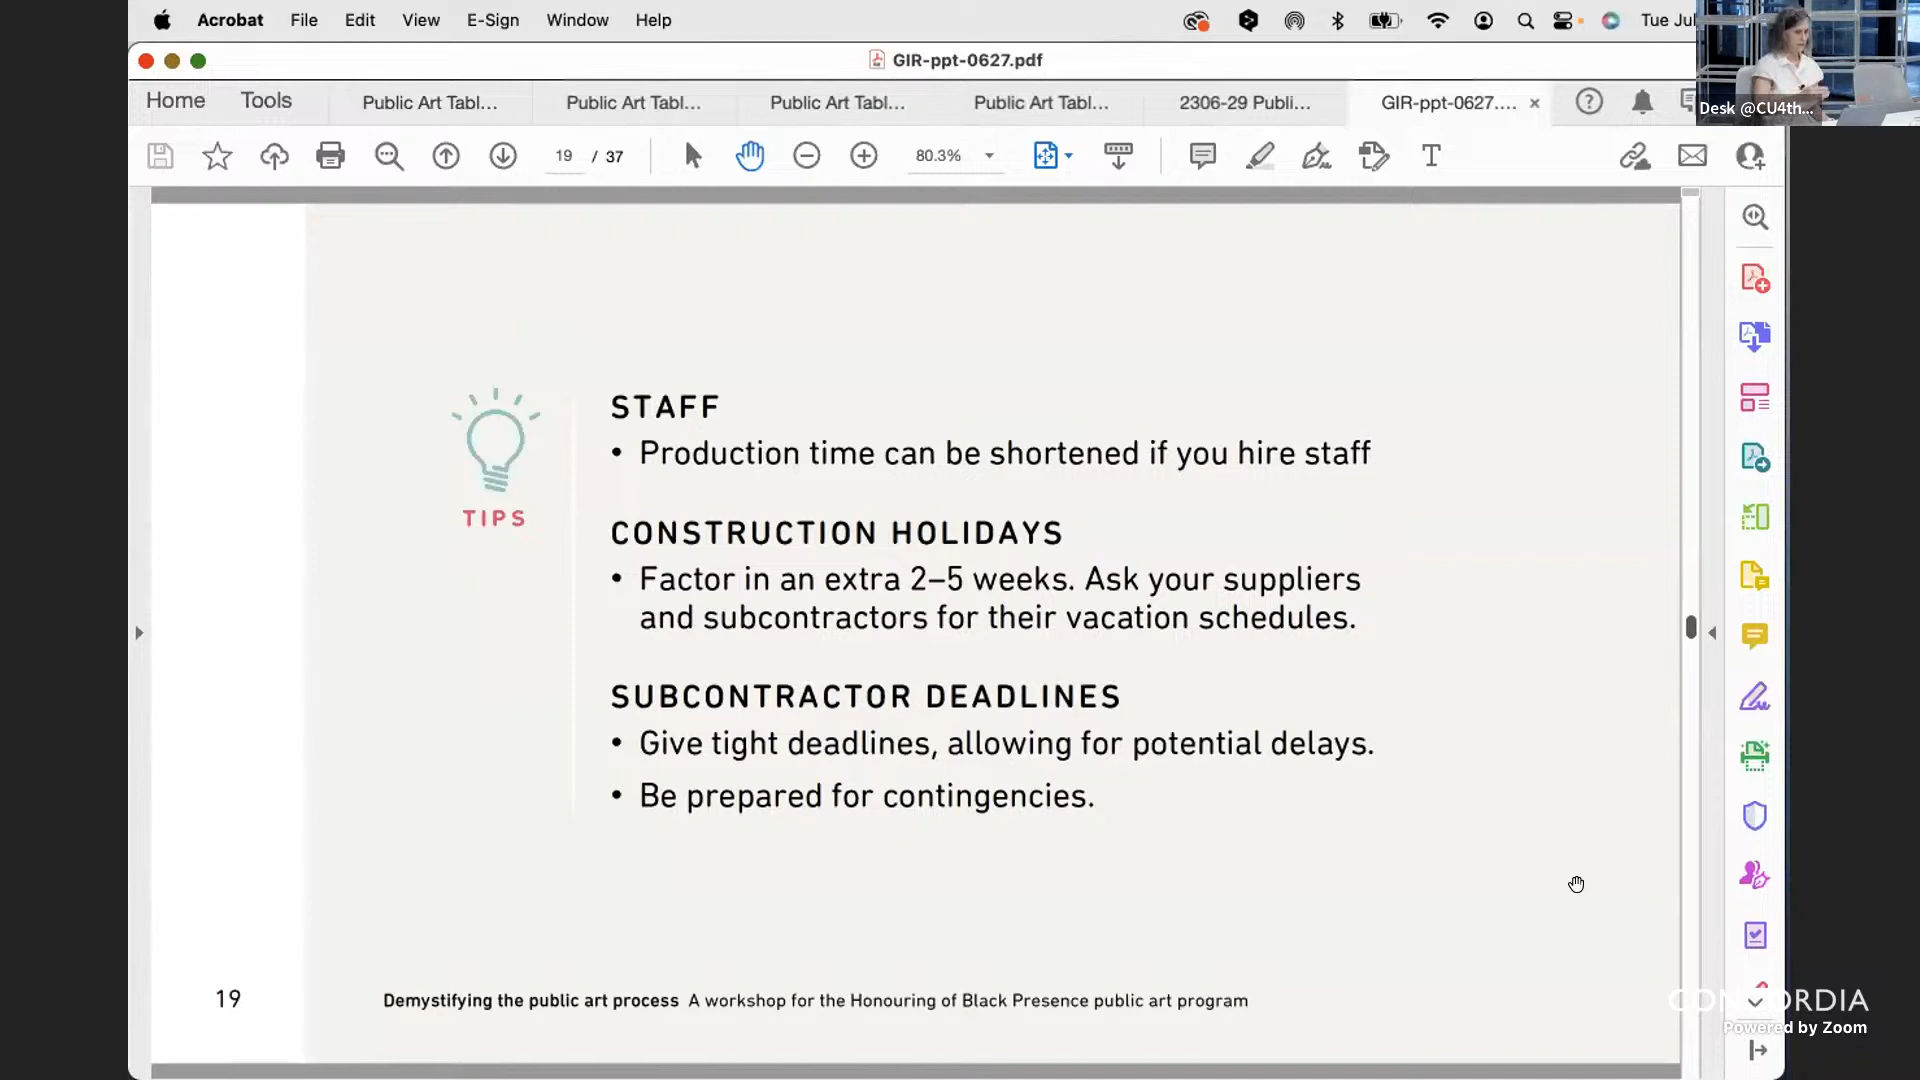 Acrobat File Edit View E-Sign Window Help Tue Jul
GIR-ppt-0627.pdf
Home Tools Public Art Tabl... Public Art Tabl... Public Art Tabl... Public Art Tabl... 2306-29 Publi... GIR-ppt-0627....
Desk @CU4th...
19 / 37 80.3%
STAFF
• Production time can be shortened if you hire staff
TIPS
CONSTRUCTION HOLIDAYS
• Factor in an extra 2–5 weeks. Ask your suppliers
and subcontractors for their vacation schedules.
SUBCONTRACTOR DEADLINES
• Give tight deadlines, allowing for potential delays.
• Be prepared for contingencies.
19 Demystifying the public art process A workshop for the Honouring of Black Presence public art program
CONCORDIA
Powered by Zoom